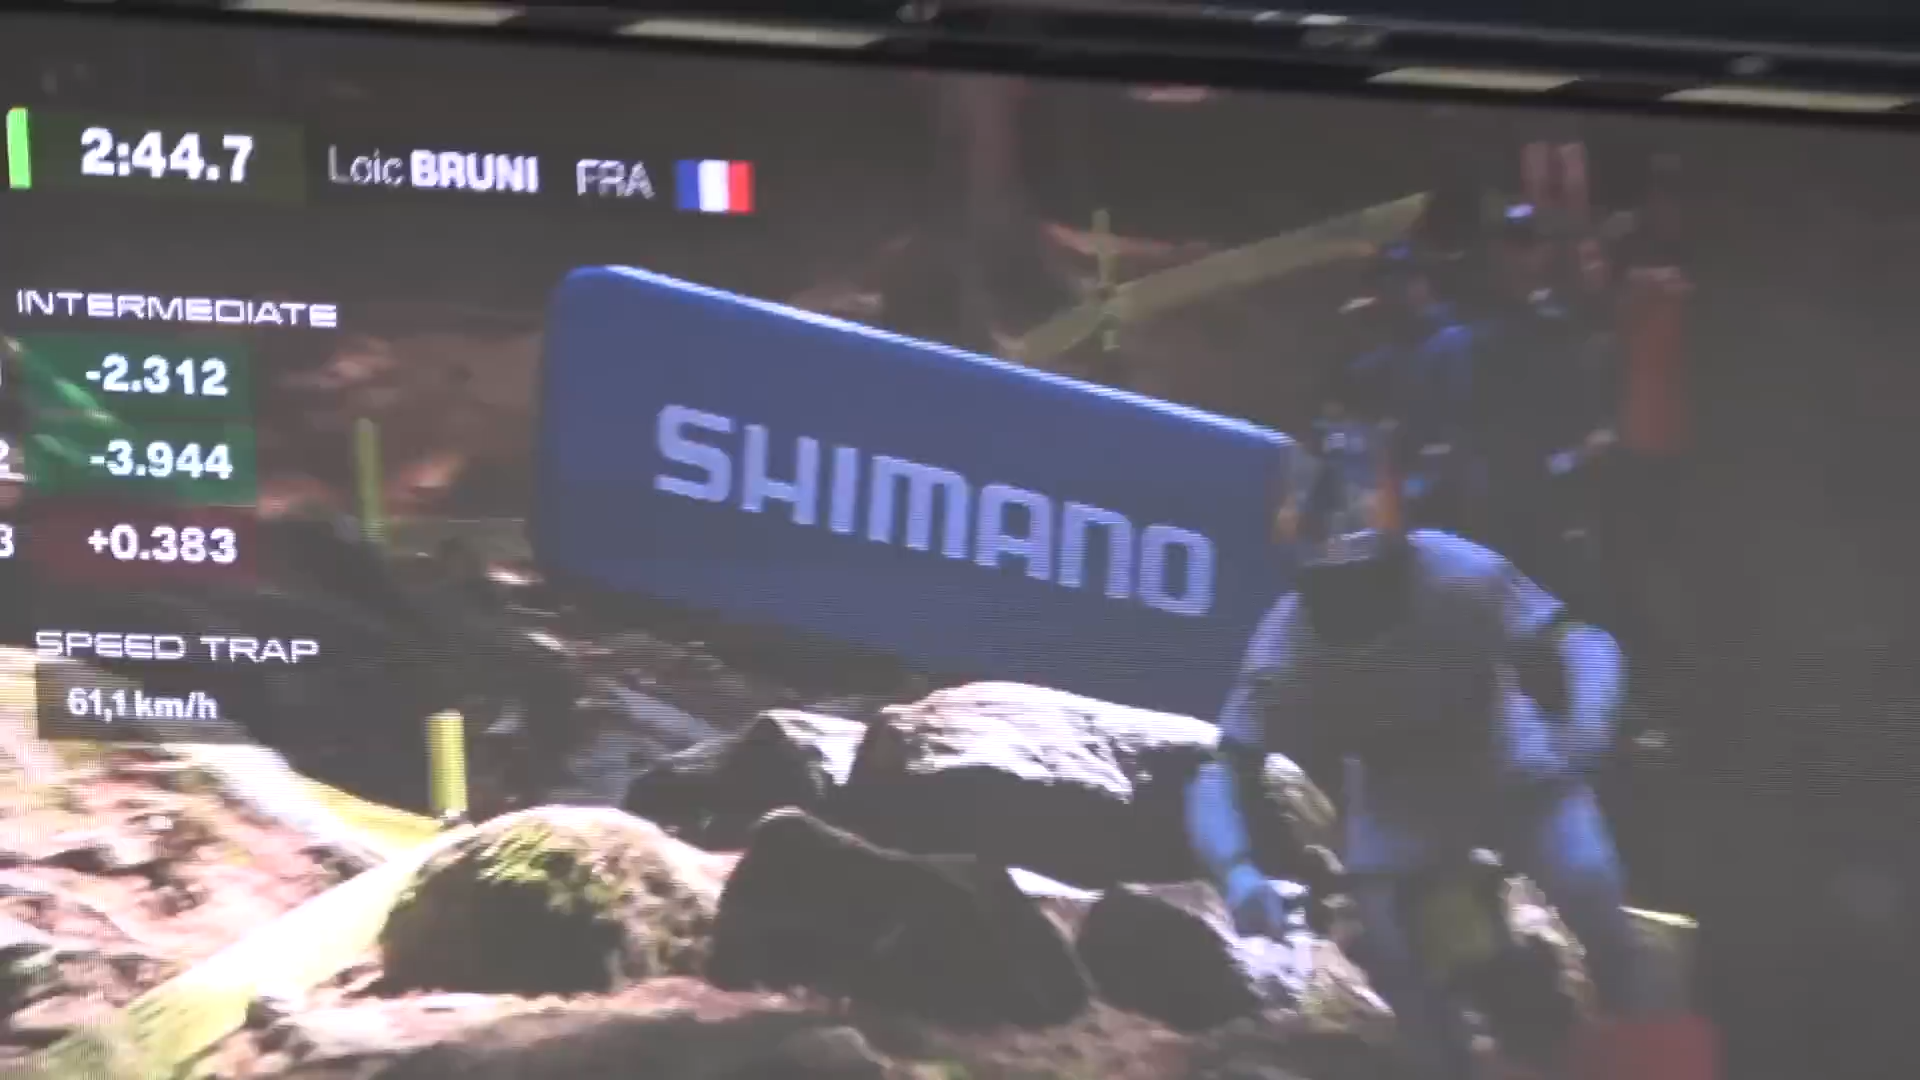 2:44.7 Loic BRUNI FRA
INTERMEDIATE
-2.312
-3.944
+0.383
SPEED TRAP
61,1 km/h
SHIMANO